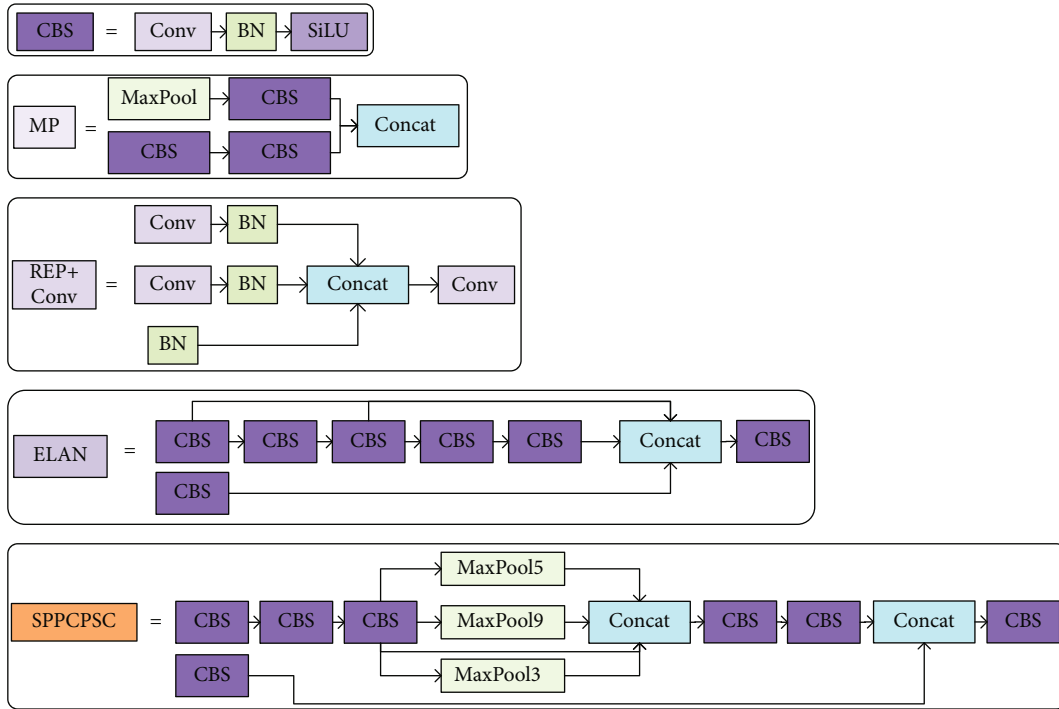 CBS = Conv BN SiLU
MaxPool CBS
MP = Concat
CBS CBS
Conv BN
REP+
Conv = Conv BN Concat Conv
BN
CBS CBS CBS CBS CBS Concat CBS
ELAN =
CBS
MaxPool5
SPPCPSC = CBS CBS CBS MaxPool9 Concat CBS CBS Concat CBS
CBS MaxPool3